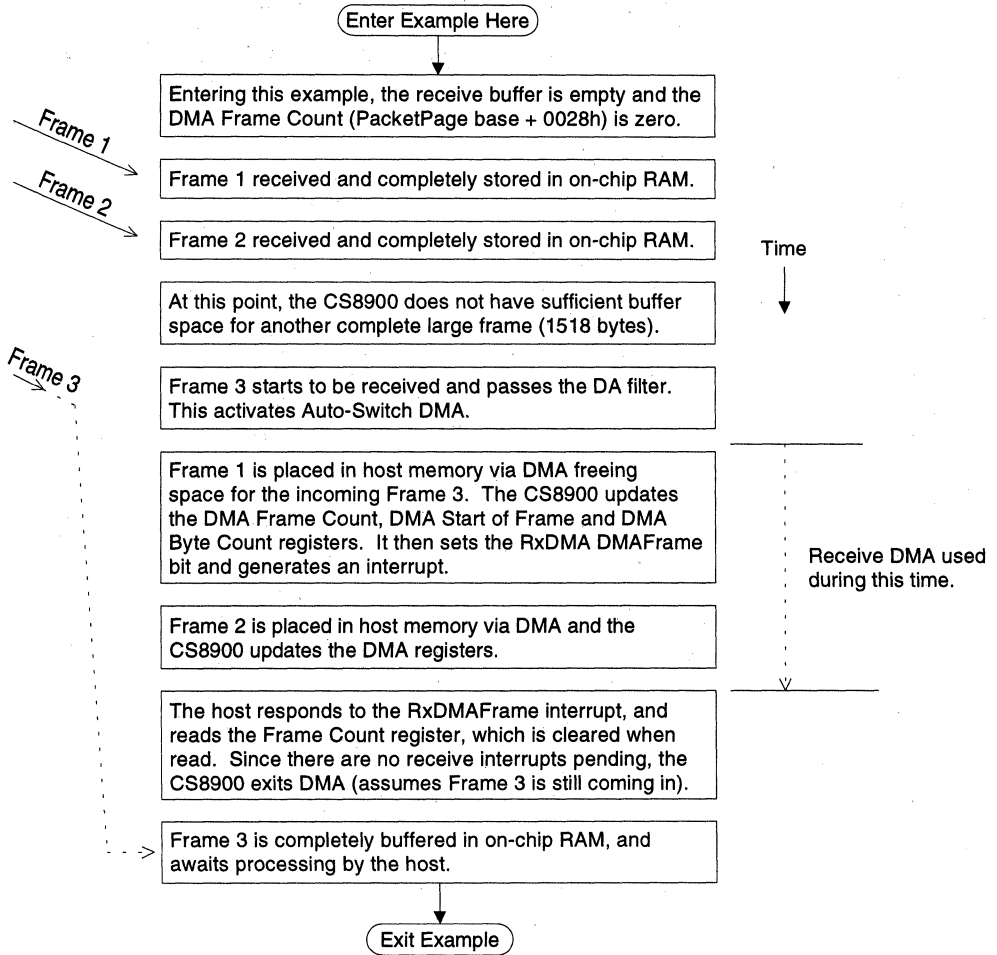 Enter Example Here
Entering this example, the receive buffer is empty and the
DMA Frame Count (PacketPage base + 0028h) is zero.
Frame 1
Frame 1 received and completely stored in on-chip RAM.
Frame 2
Frame 2 received and completely stored in on-chip RAM.
Time
At this point, the CS8900 does not have sufficient buffer
space for another complete large frame (1518 bytes).
Frame 3
Frame 3 starts to be received and passes the DA filter.
This activates Auto-Switch DMA.
Frame 1 is placed in host memory via DMA freeing
space for the incoming Frame 3. The CS8900 updates
the DMA Frame Count, DMA Start of Frame and DMA
Byte Count registers. It then sets the RxDMA DMAFrame
bit and generates an interrupt.
Receive DMA used
during this time.
Frame 2 is placed in host memory via DMA and the
CS8900 updates the DMA registers.
The host responds to the RxDMAFrame interrupt, and
reads the Frame Count register, which is cleared when
read. Since there are no receive interrupts pending, the
CS8900 exits DMA (assumes Frame 3 is still coming in).
Frame 3 is completely buffered in on-chip RAM, and
awaits processing by the host.
Exit Example